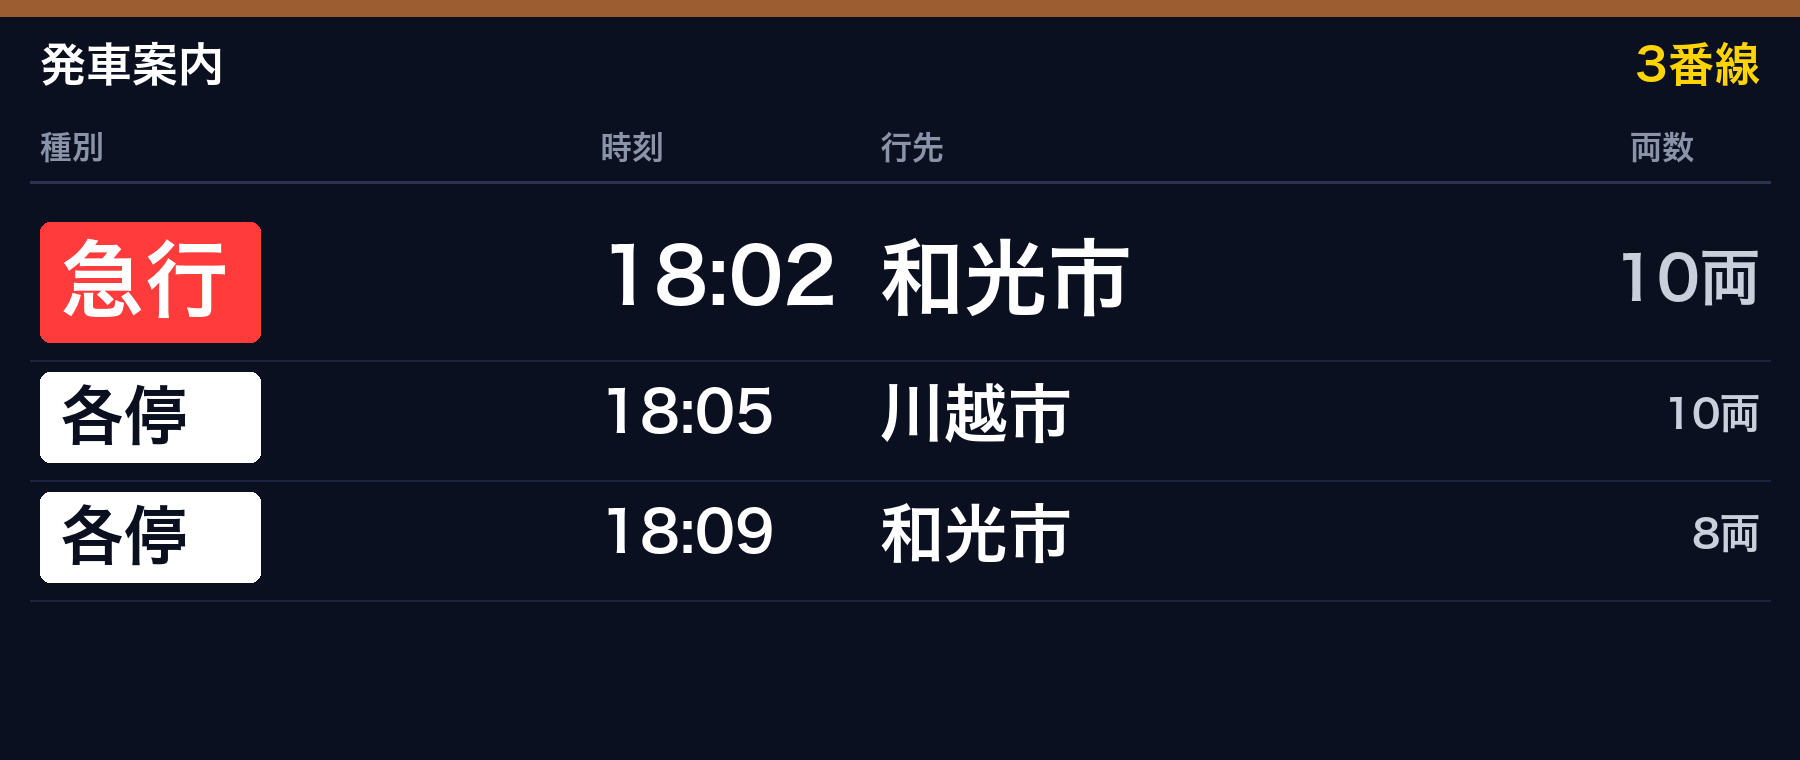 発車案内 3番線
種別 時刻 行先 両数
急行 18:02 和光市 10両
各停 18:05 川越市 10両
各停 18:09 和光市 8両